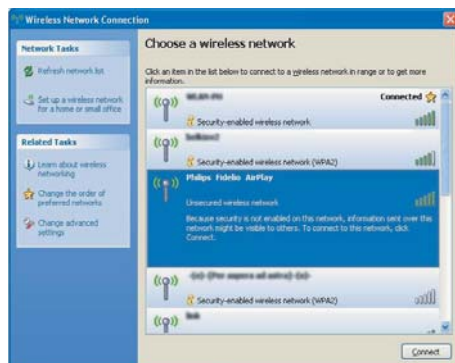 Wireless Network Connection
Network Tasks
Refresh network list
Set up a wireless network
for a home or small office
Related Tasks
Learn about wireless
networking
Change the order of
preferred networks
Change advanced
settings
Choose a wireless network
Click an item in the list below to connect to a wireless network in range or to get more
information.
Connected
Security-enabled wireless network
Security-enabled wireless network (WPA2)
Philips Fidelio AirPlay
Unsecured wireless network
Because security is not enabled on this network, information sent over this
network might be visible to others. To connect to this network, click
Connect.
Security-enabled wireless network (WPA2)
Connect